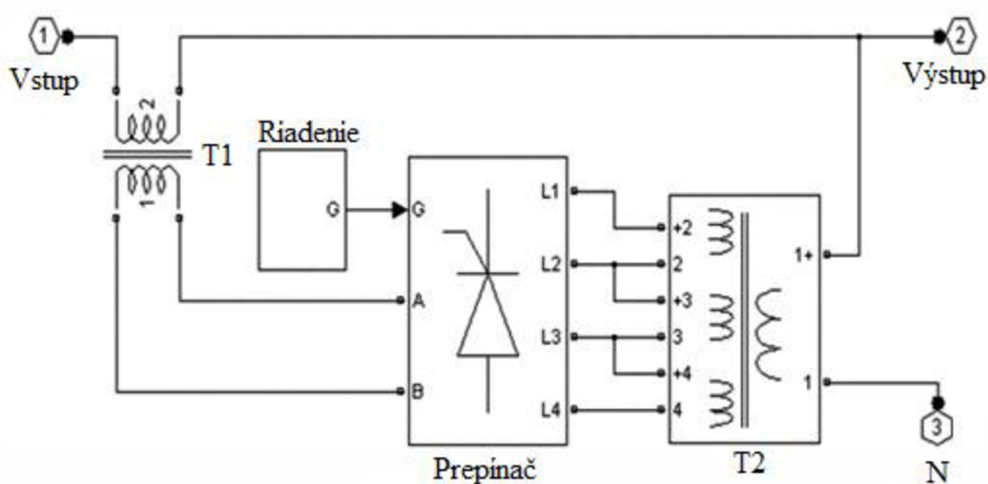 1
Vstup
2
Výstup
2
T1
1
Riadenie
G
G
A
B
L1
L2
L3
L4
Prepínač
+2
2
+3
3
+4
4
1+
1
T2
3
N